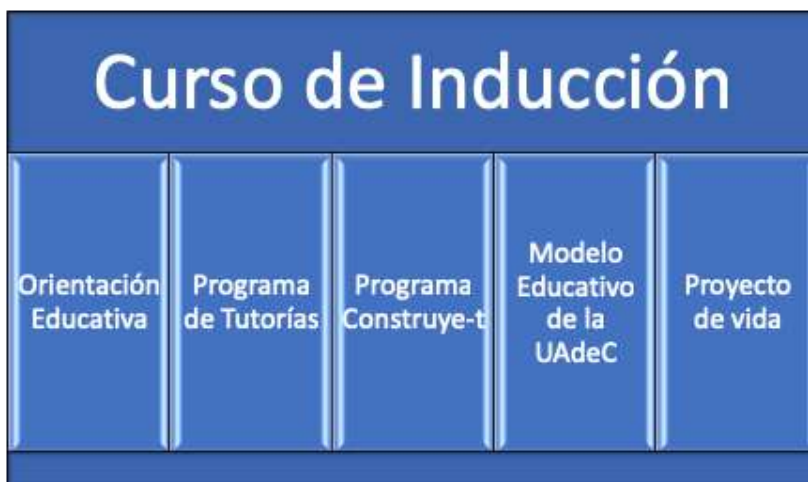 Curso de Inducción
Orientación
Educativa
Programa
de Tutorías
Programa
Construye-t
Modelo
Educativo
de la
UAdeC
Proyecto
de vida